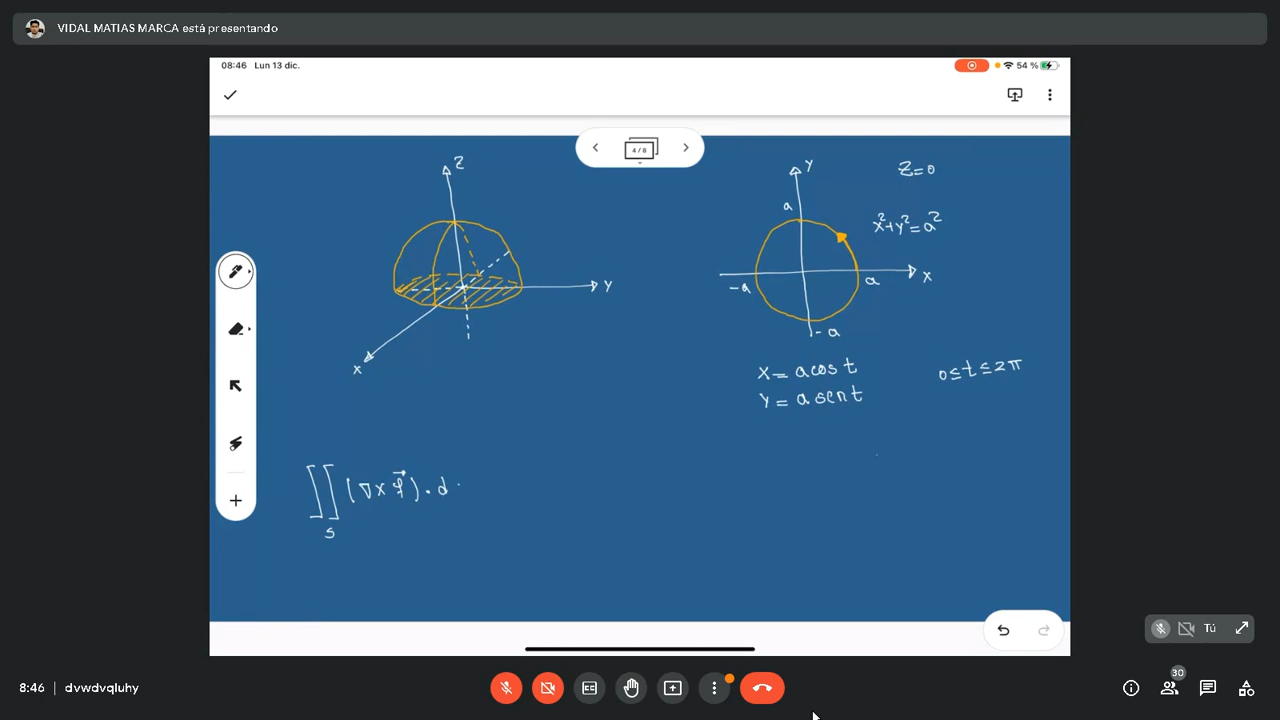 VIDAL MATIAS MARCA está presentando
08:46 Lun 13 dic.
54 %
4/8
Z
Y
X
Y
a
Z=0
x²+y²=a²
-a
a
X
-a
X = a cos t
0≤t≤2π
Y = a sen t
∬ (∇×f⃗)·d
S
Tú
8:46 | dvwdvqluhy
30